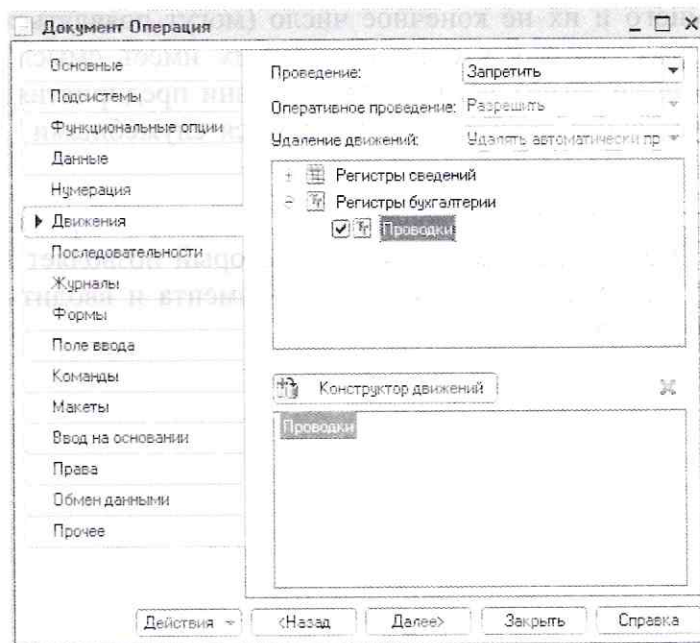 Документ Операция
Основные
Подсистемы
Функциональные опции
Данные
Нумерация
Движения
Последовательности
Журналы
Формы
Поле ввода
Команды
Макеты
Ввод на основании
Права
Обмен данными
Прочее
Проведение: Запретить
Оперативное проведение: Разрешить
Удаление движений: Удалять автоматически пр
Регистры сведений
Регистры бухгалтерии
Проводки
Конструктор движений
Проводки
Действия <Назад Далее> Закрыть Справка